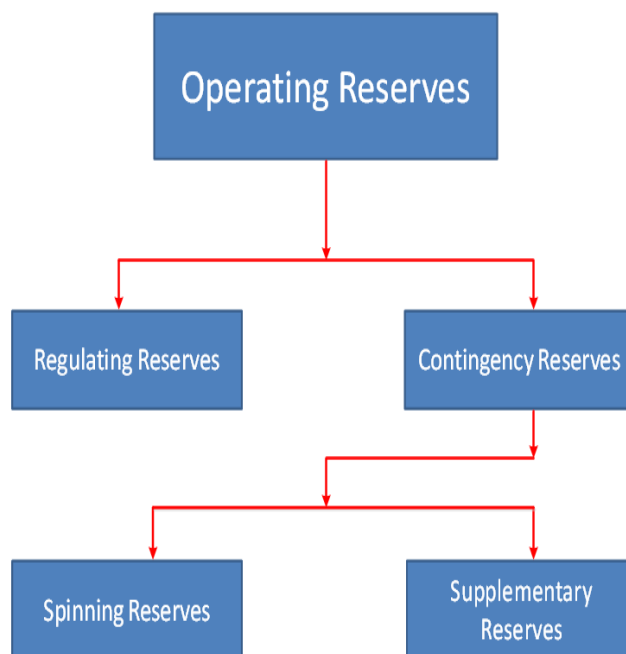 Operating Reserves
Regulating Reserves
Contingency Reserves
Spinning Reserves
Supplementary
Reserves